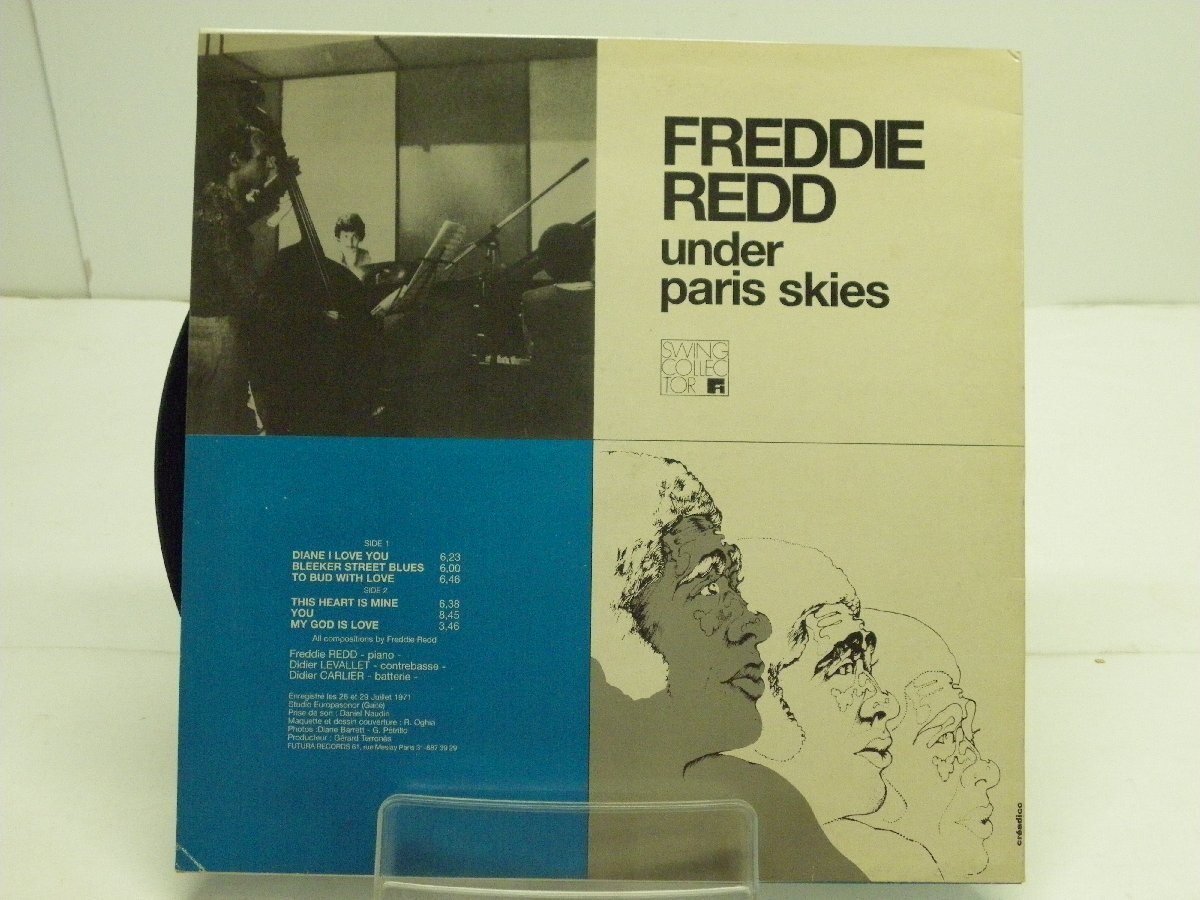 FREDDIE
REDD
under
paris skies
SWING
COLLEC
TOR
SIDE 1
DIANE I LOVE YOU 6,23
BLEEKER STREET BLUES 6,00
TO BUD WITH LOVE 6,46
SIDE 2
THIS HEART IS MINE 6,38
YOU 8,45
MY GOD IS LOVE 3,46
All compositions by Freddie Redd
Freddie REDD - piano -
Didier LEVALLET - contrebasse -
Didier CARLIER - batterie -
Enregistré les 26 et 29 Juillet 1971
Studio Europasonor (Gaité)
Prise de son : Daniel Naudin
Maquette et dessin couverture : R. Oghia
Photos : Diane Barrett - G. Petrillo
Producteur : Gérard Terronès
FUTURA RECORDS 61, rue Meslay Paris 3e -887 39 29
créadico